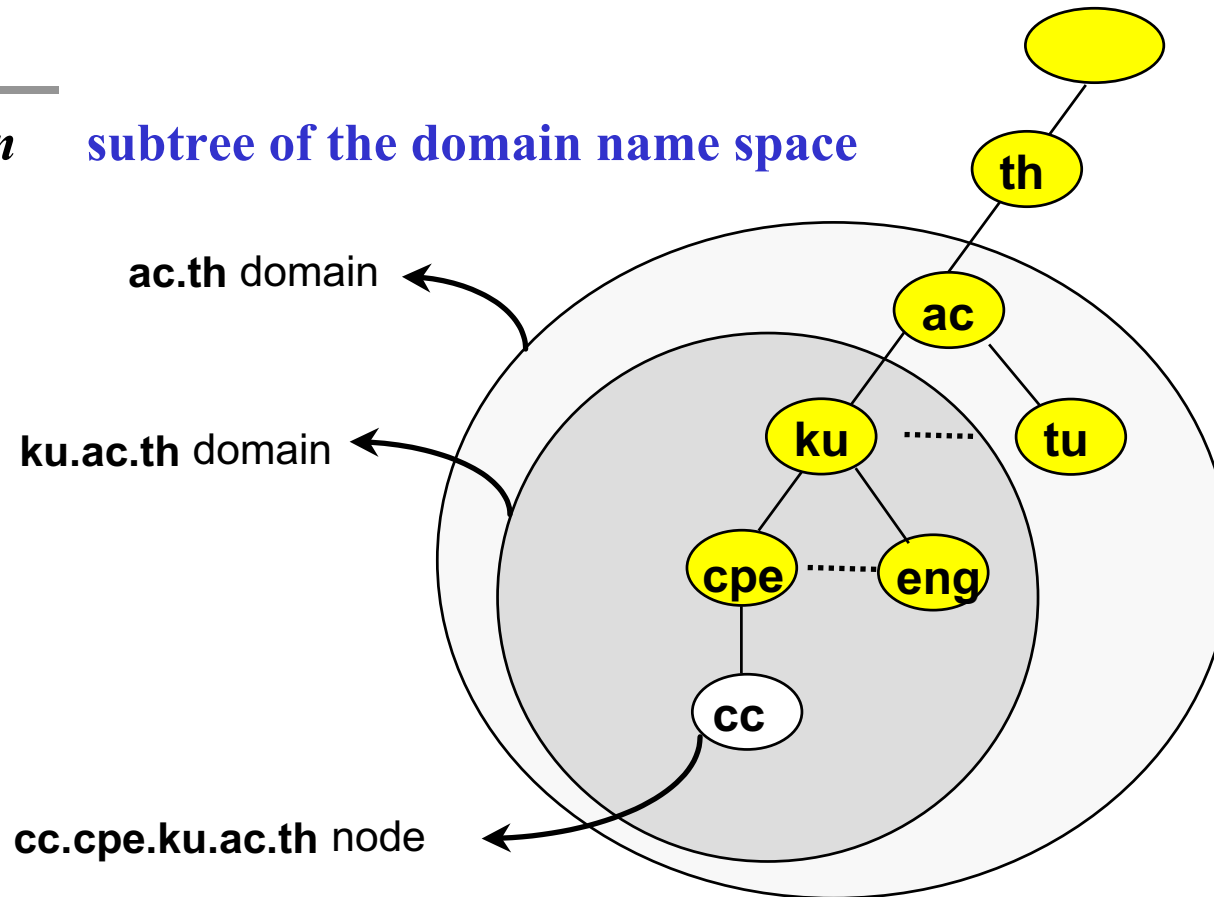 n subtree of the domain name space
th
ac.th domain
ac
ku.ac.th domain
ku
tu
cpe
eng
cc
cc.cpe.ku.ac.th node